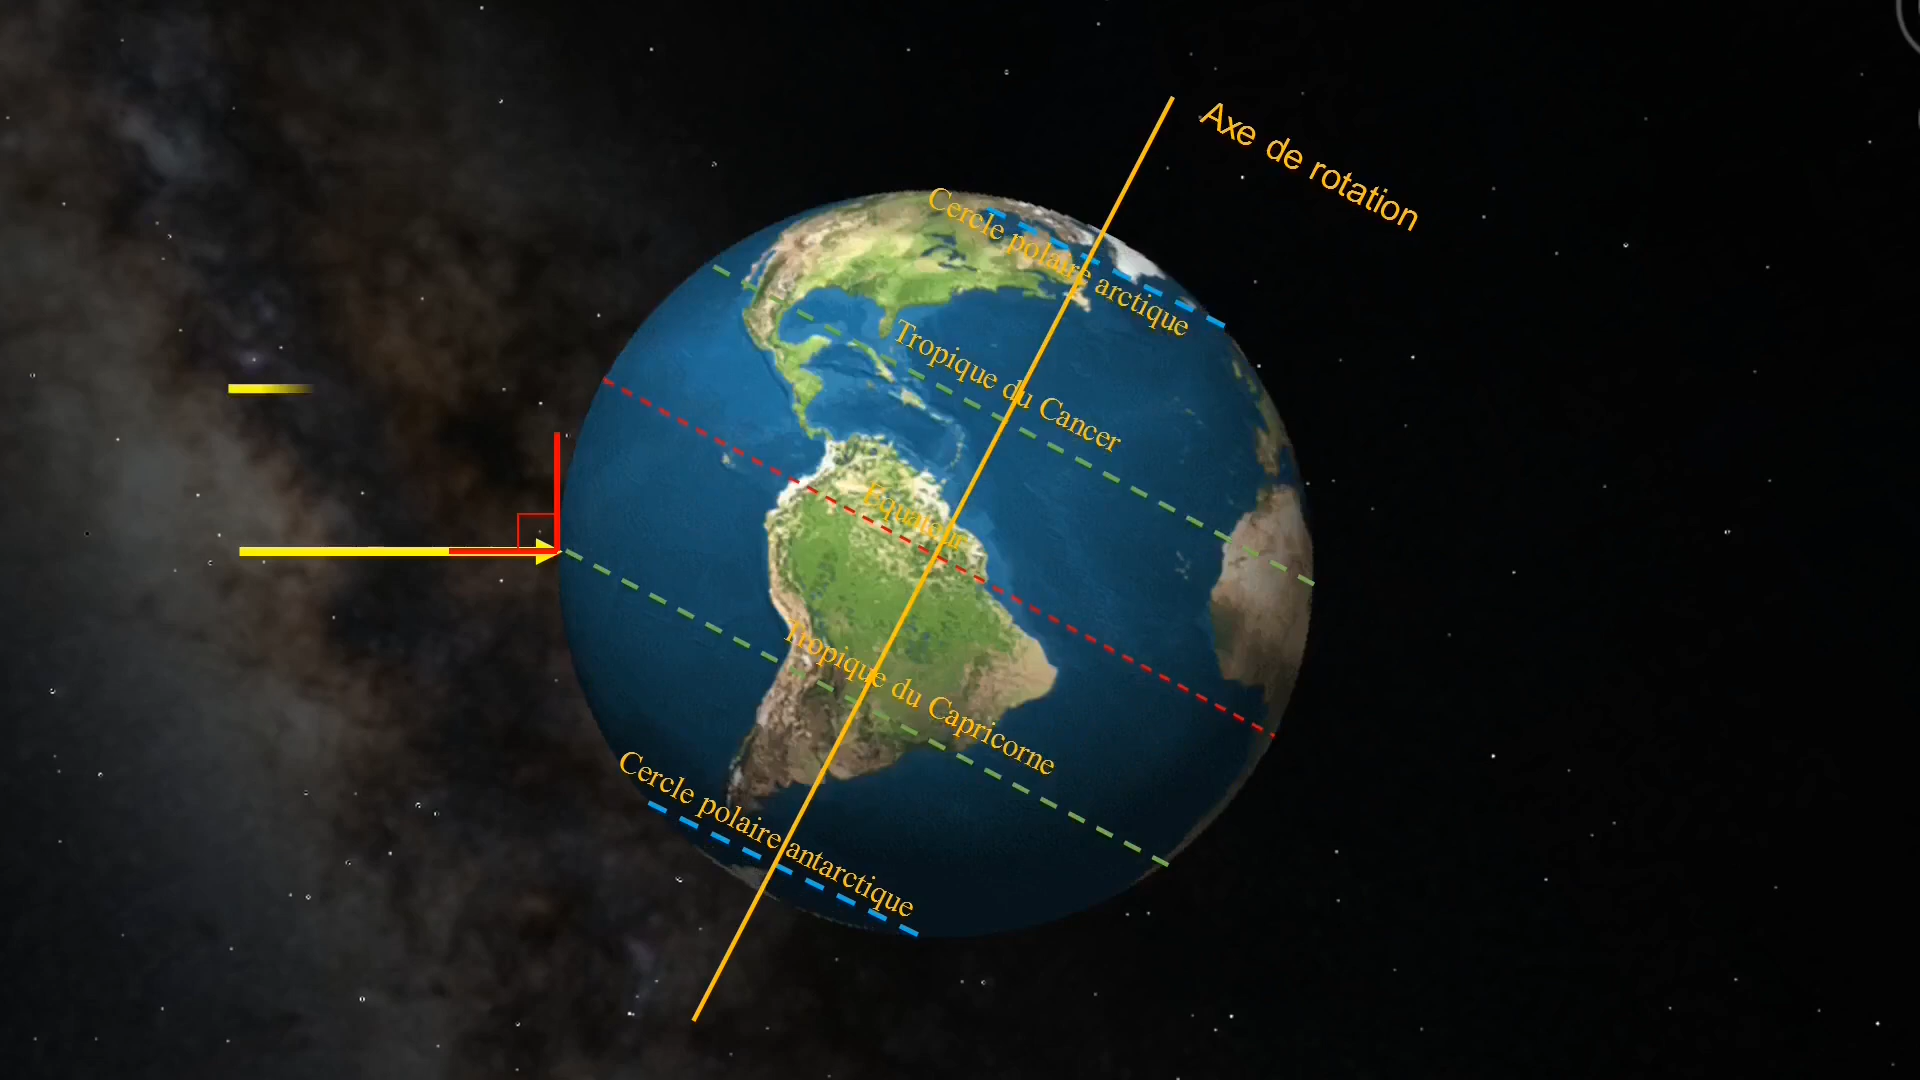 Axe de rotation
Cercle polaire arctique
Tropique du Cancer
Equateur
Tropique du Capricorne
Cercle polaire antarctique